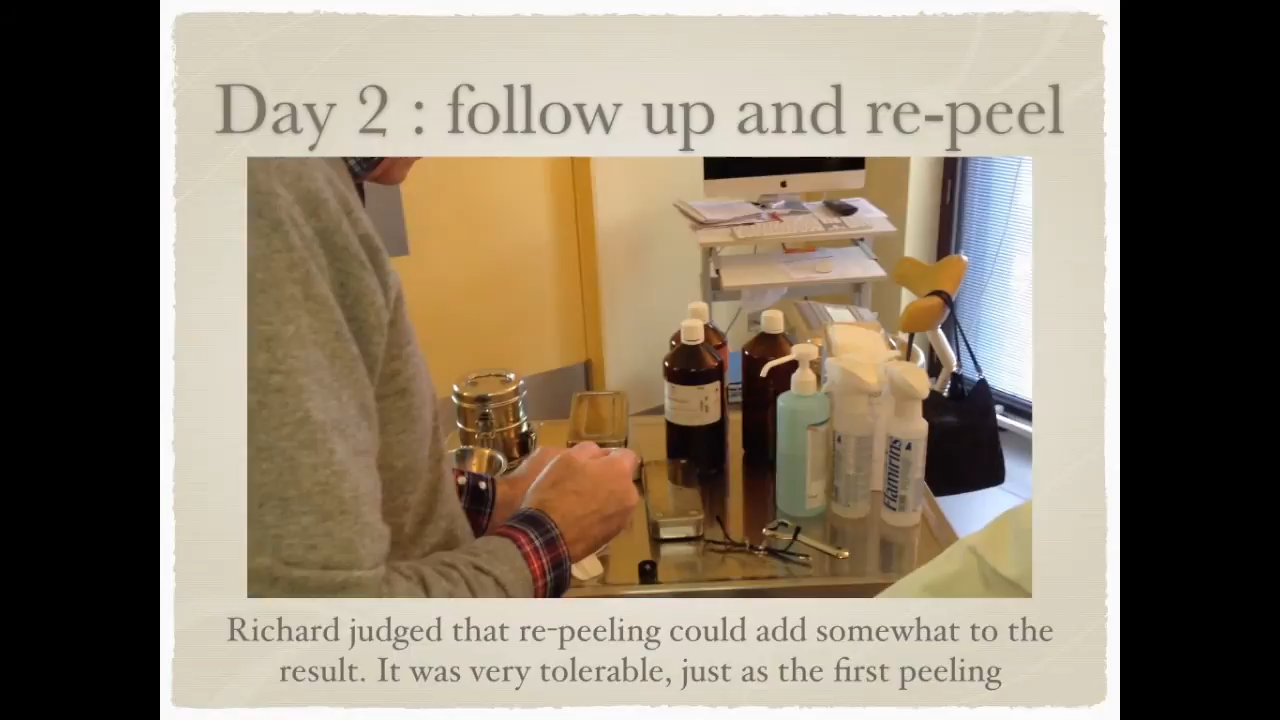 Day 2 : follow up and re-peel
Flamirins
Richard judged that re-peeling could add somewhat to the
result. It was very tolerable, just as the first peeling